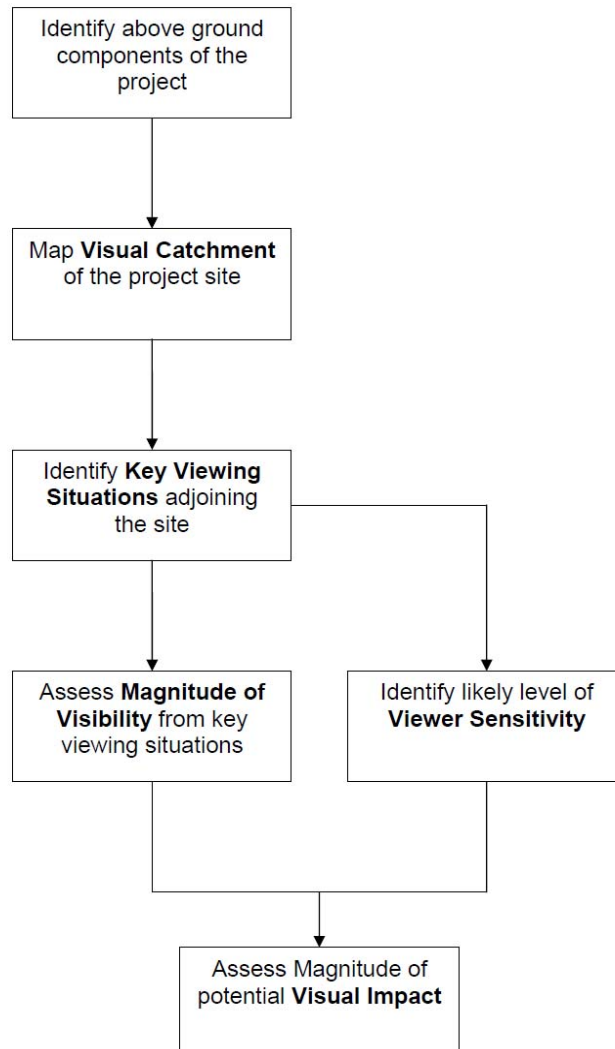 Identify above ground
components of the
project
Map Visual Catchment
of the project site
Identify Key Viewing
Situations adjoining
the site
Assess Magnitude of
Visibility from key
viewing situations
Identify likely level of
Viewer Sensitivity
Assess Magnitude of
potential Visual Impact